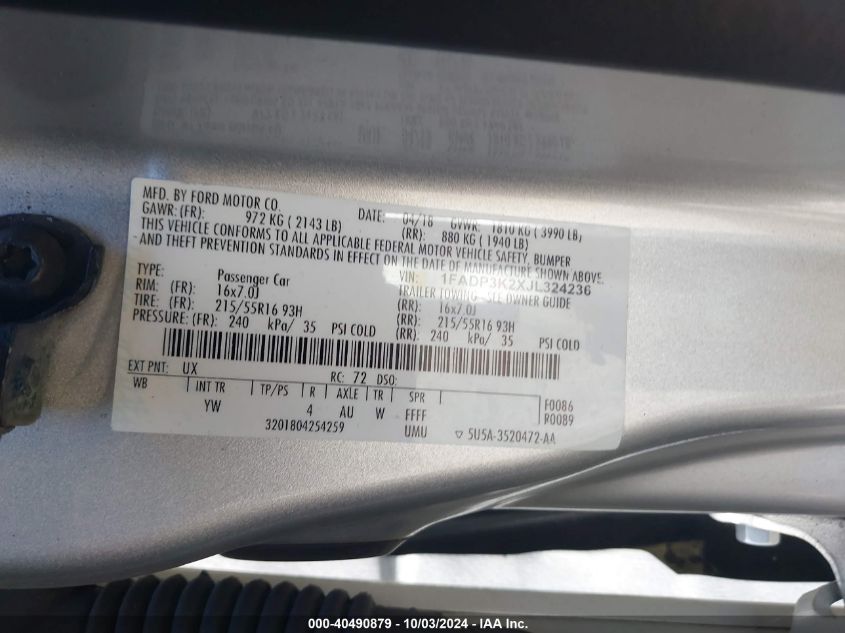 MFD. BY FORD MOTOR CO.
DATE: 04/18 GVWR: 1810 KG ( 3990 LB)
GAWR: (FR): 972 KG ( 2143 LB) (RR): 880 KG ( 1940 LB)
THIS VEHICLE CONFORMS TO ALL APPLICABLE FEDERAL MOTOR VEHICLE SAFETY, BUMPER
AND THEFT PREVENTION STANDARDS IN EFFECT ON THE DATE OF MANUFACTURE SHOWN ABOVE.
VIN: 1FADP3K2XJL324236
TYPE: Passenger Car TRAILER TOWING - SEE OWNER GUIDE
RIM: (FR): 16x7.0J (RR): 16x7.0J
TIRE: (FR): 215/55R16 93H (RR): 215/55R16 93H
PRESSURE: (FR): 240 kPa/ 35 PSI COLD (RR): 240 kPa/ 35 PSI COLD
EXT PNT: UX RC: 72 DSO:
WB INT TR TP/PS R AXLE TR SPR
YW 4 AU W FFFF F0086
UMU R0089
3201804254259 ▽ 5U5A-3520472-AA
000-40490879 - 10/03/2024 - IAAI.com Inc.